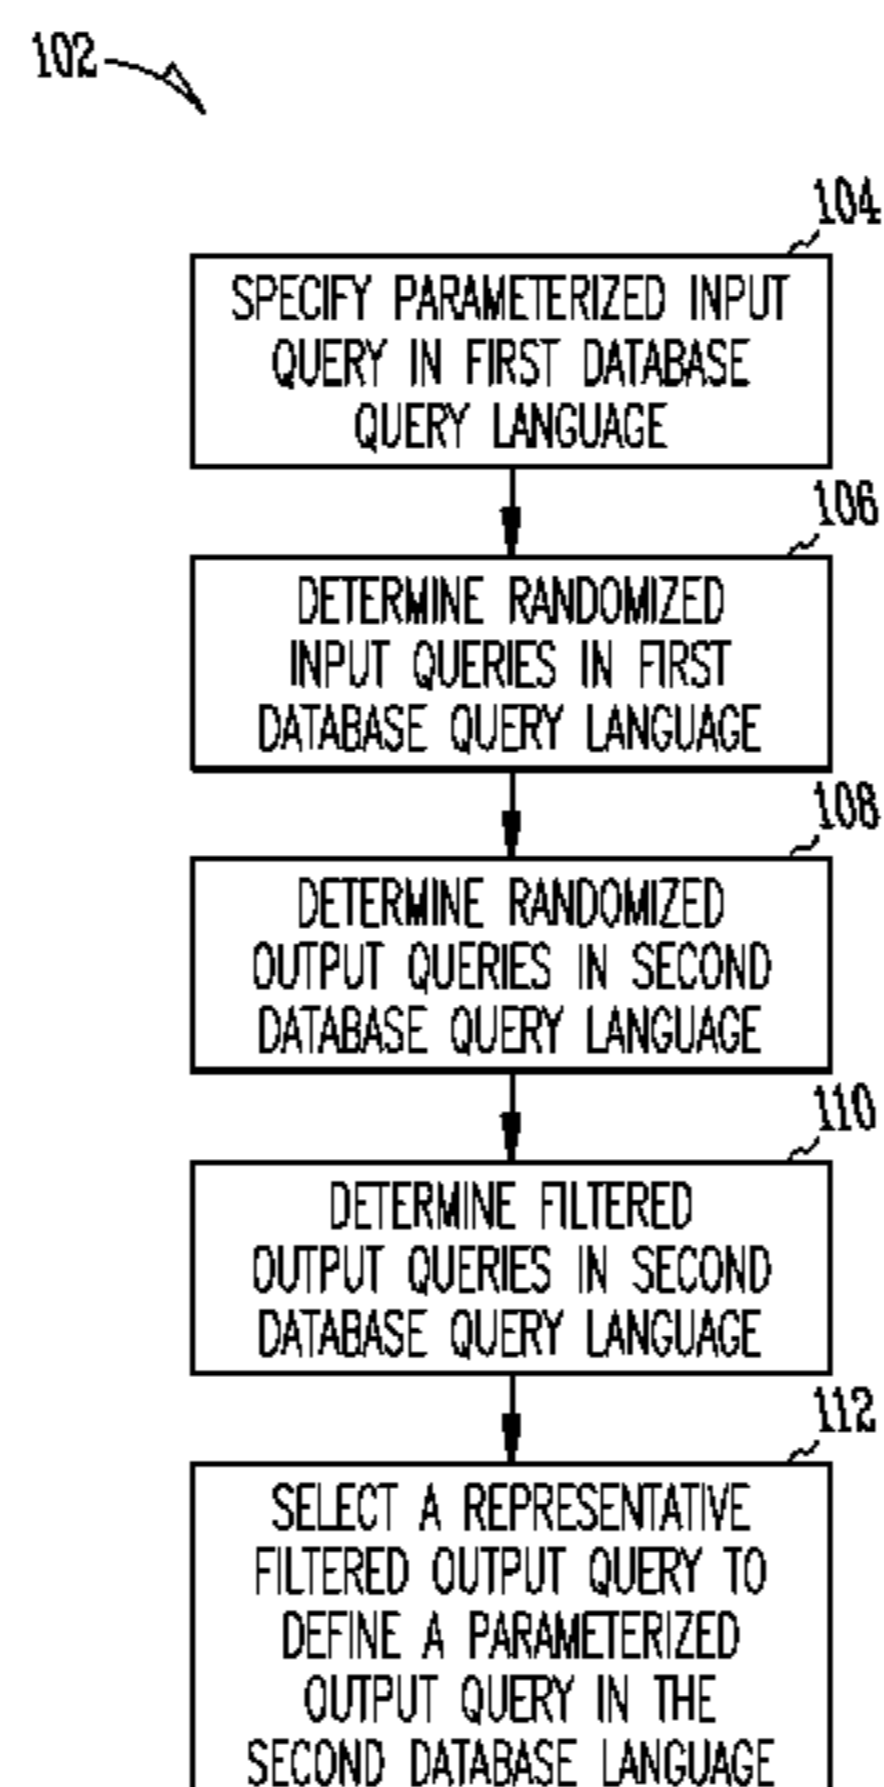 102
104
SPECIFY PARAMETERIZED INPUT
QUERY IN FIRST DATABASE
QUERY LANGUAGE
106
DETERMINE RANDOMIZED
INPUT QUERIES IN FIRST
DATABASE QUERY LANGUAGE
108
DETERMINE RANDOMIZED
OUTPUT QUERIES IN SECOND
DATABASE QUERY LANGUAGE
110
DETERMINE FILTERED
OUTPUT QUERIES IN SECOND
DATABASE QUERY LANGUAGE
112
SELECT A REPRESENTATIVE
FILTERED OUTPUT QUERY TO
DEFINE A PARAMETERIZED
OUTPUT QUERY IN THE
SECOND DATABASE LANGUAGE